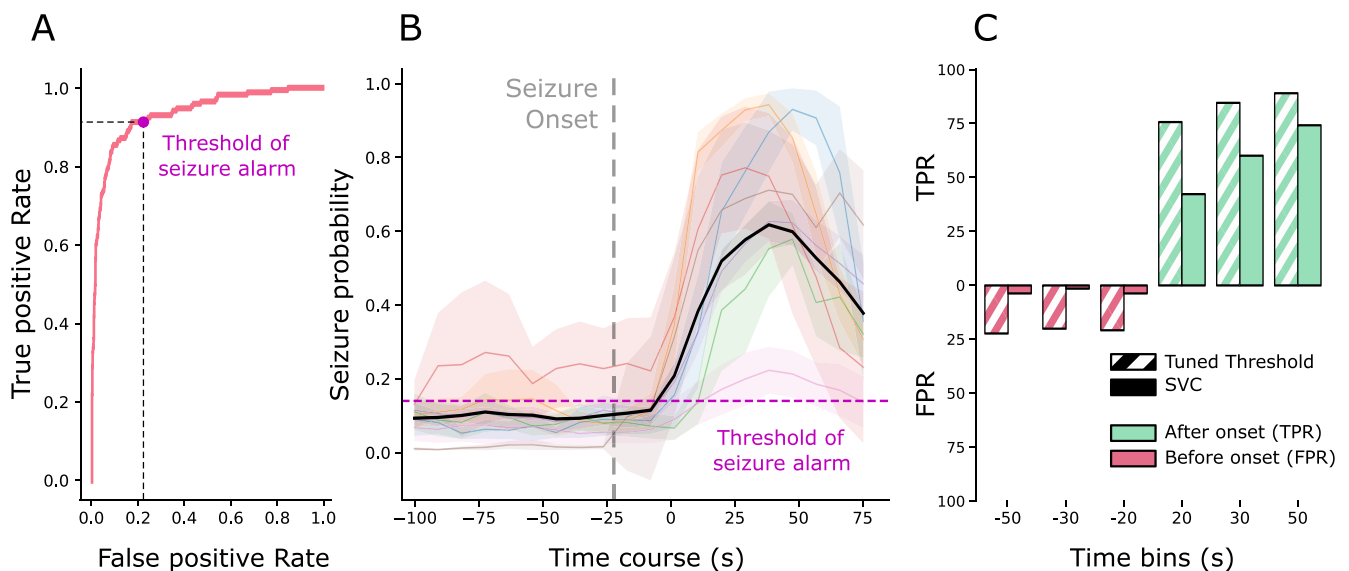 A
True positive Rate
1.0
0.8
0.6
0.4
0.2
0.0
Threshold of
seizure alarm
0.0 0.2 0.4 0.6 0.8 1.0
False positive Rate
B
Seizure probability
1.0
0.8
0.6
0.4
0.2
0.0
Seizure
Onset
Threshold of
seizure alarm
−100 −75 −50 −25 0 25 50 75
Time course (s)
C
TPR
FPR
100
75
50
25
0
25
50
75
100
Tuned Threshold
SVC
After onset (TPR)
Before onset (FPR)
-50 -30 -20 20 30 50
Time bins (s)